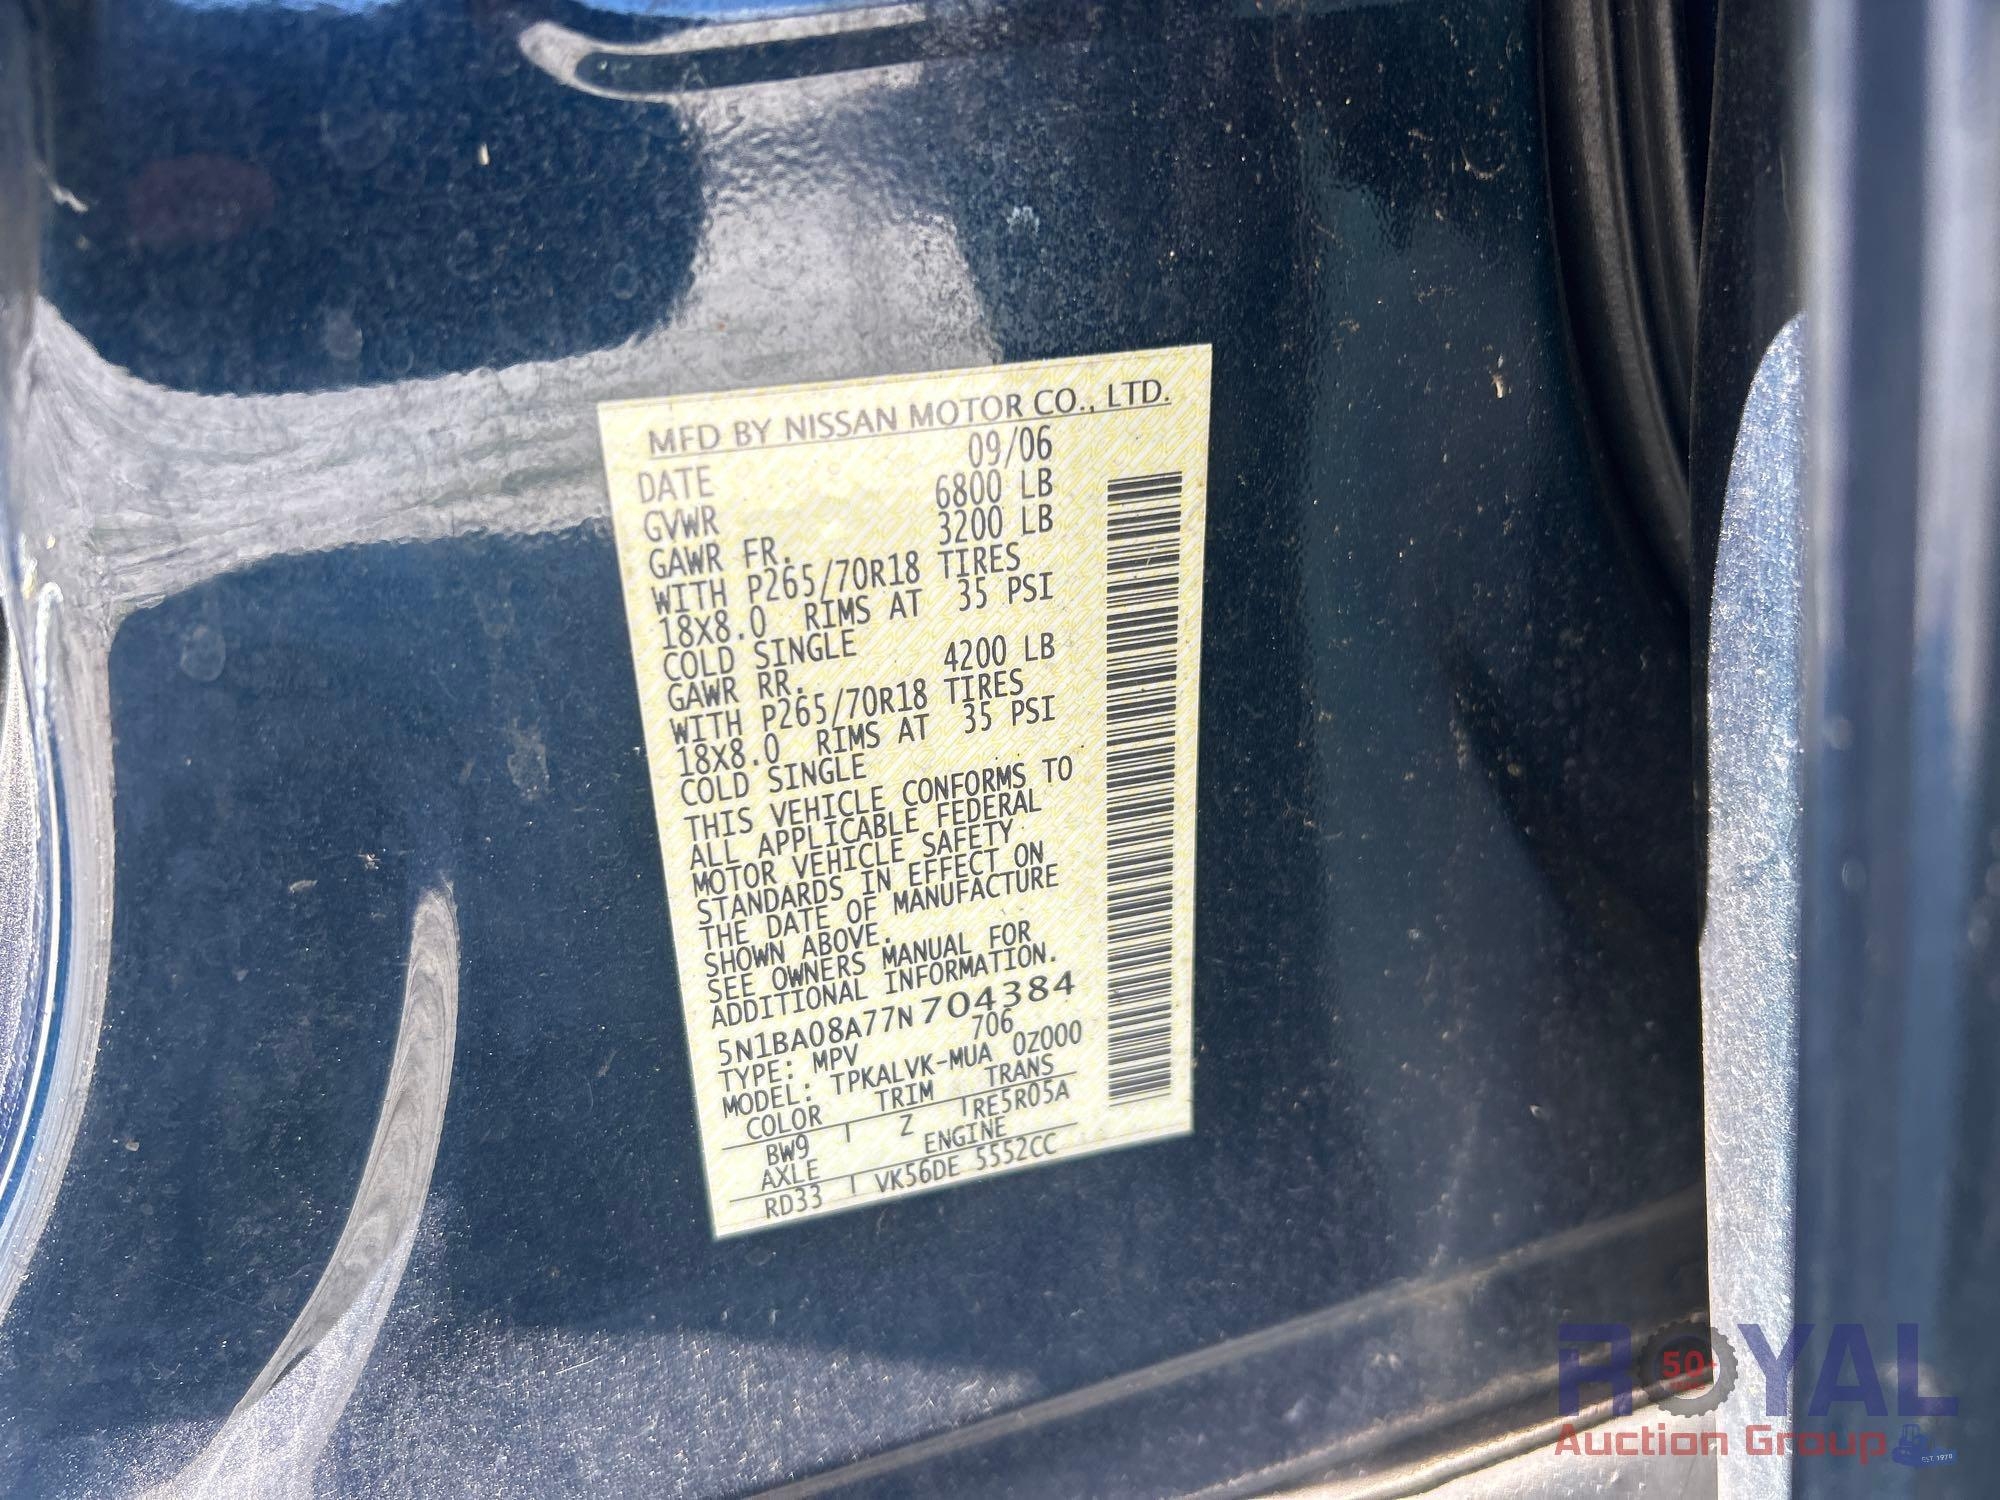 MFD BY NISSAN MOTOR CO., LTD.
DATE 09/06
GVWR 6800 LB
GAWR FR. 3200 LB
WITH P265/70R18 TIRES
18X8.0 RIMS AT 35 PSI
COLD SINGLE
GAWR RR. 4200 LB
WITH P265/70R18 TIRES
18X8.0 RIMS AT 35 PSI
COLD SINGLE
THIS VEHICLE CONFORMS TO
ALL APPLICABLE FEDERAL
MOTOR VEHICLE SAFETY
STANDARDS IN EFFECT ON
THE DATE OF MANUFACTURE
SHOWN ABOVE.
SEE OWNERS MANUAL FOR
ADDITIONAL INFORMATION.
5N1BA08A77N704384
TYPE: MPV 706
MODEL: TPKALVK-MUA 0Z000
COLOR TRIM TRANS
BW9 Z RE5R05A
AXLE ENGINE
RD33 VK56DE 5552CC
ROYAL
50
Auction Group
EST. 1970